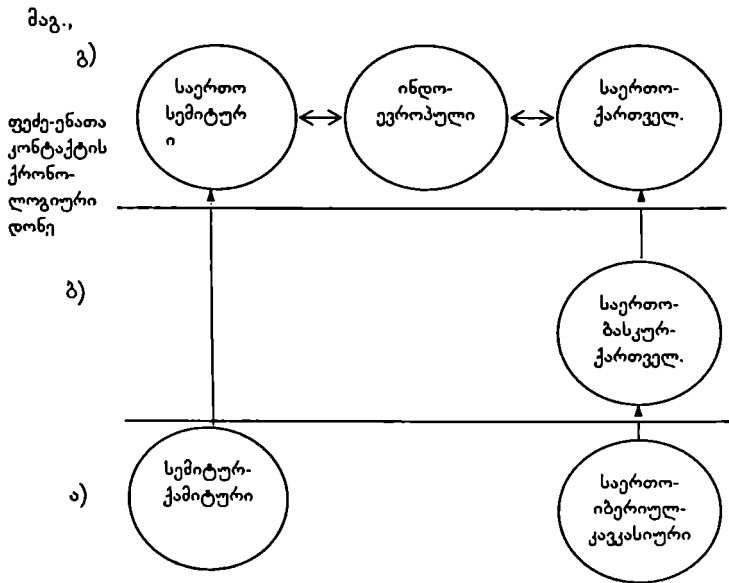 მაგ.,
გ)
საერთო
სემიტურ
ი
ინდო-
ევროპული
საერთო-
ქართველ.
ფეძე-ენათა
კონტაქტის
ქრონო-
ლოგიური
დონე
ბ)
საერთო-
ბასკურ-
ქართველ.
ა)
სემიტურ-
ქამიტური
საერთო-
იბერიულ-
კავკასიური